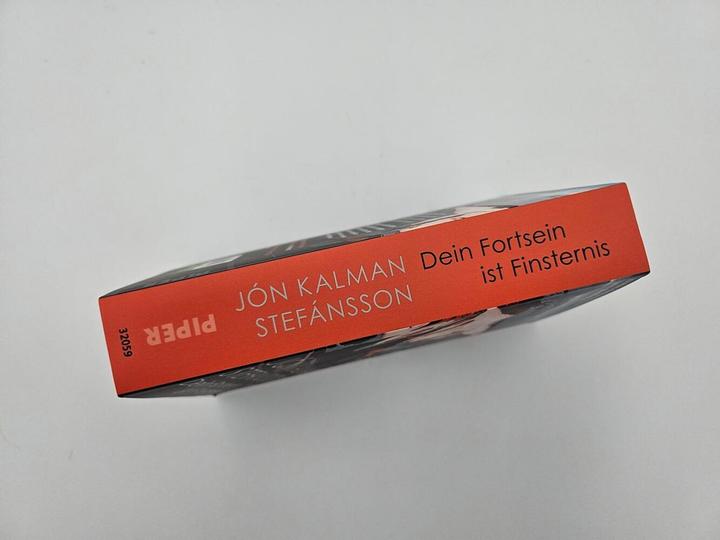 JÓN KALMAN
STEFÁNSSON
Dein Fortsein
ist Finsternis
PIPER
32059